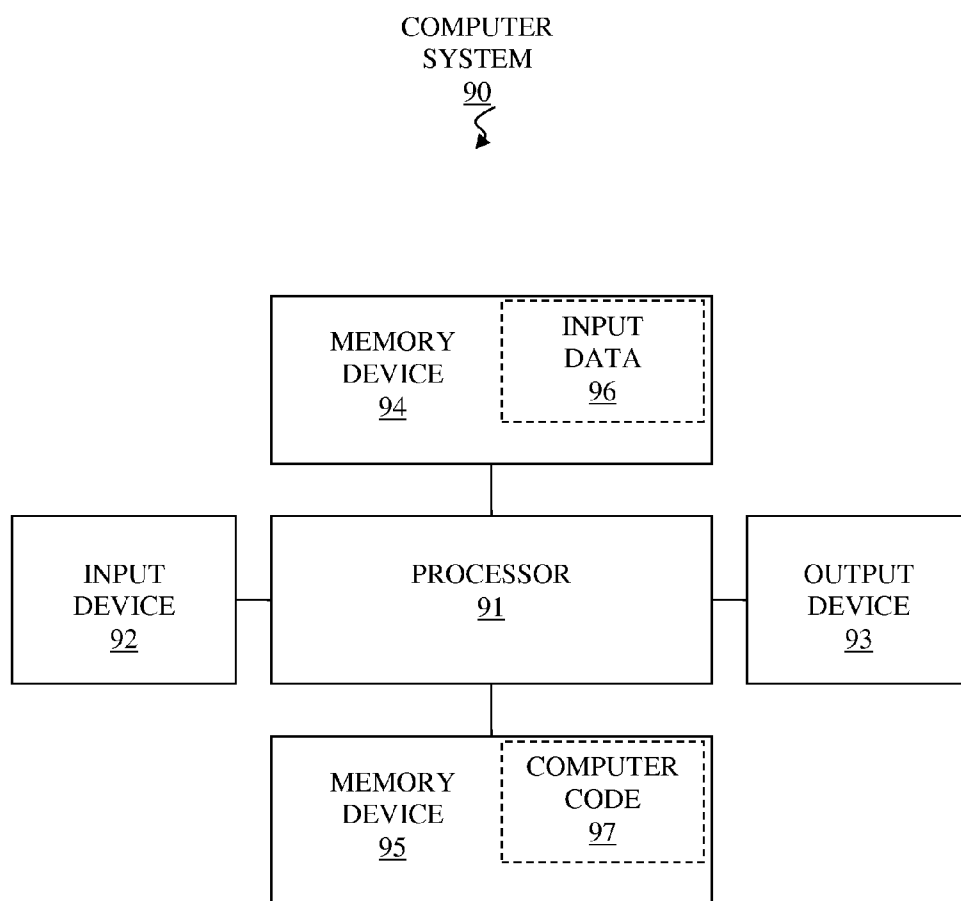 COMPUTER
SYSTEM
90
MEMORY
DEVICE
94
INPUT
DATA
96
INPUT
DEVICE
92
PROCESSOR
91
OUTPUT
DEVICE
93
MEMORY
DEVICE
95
COMPUTER
CODE
97